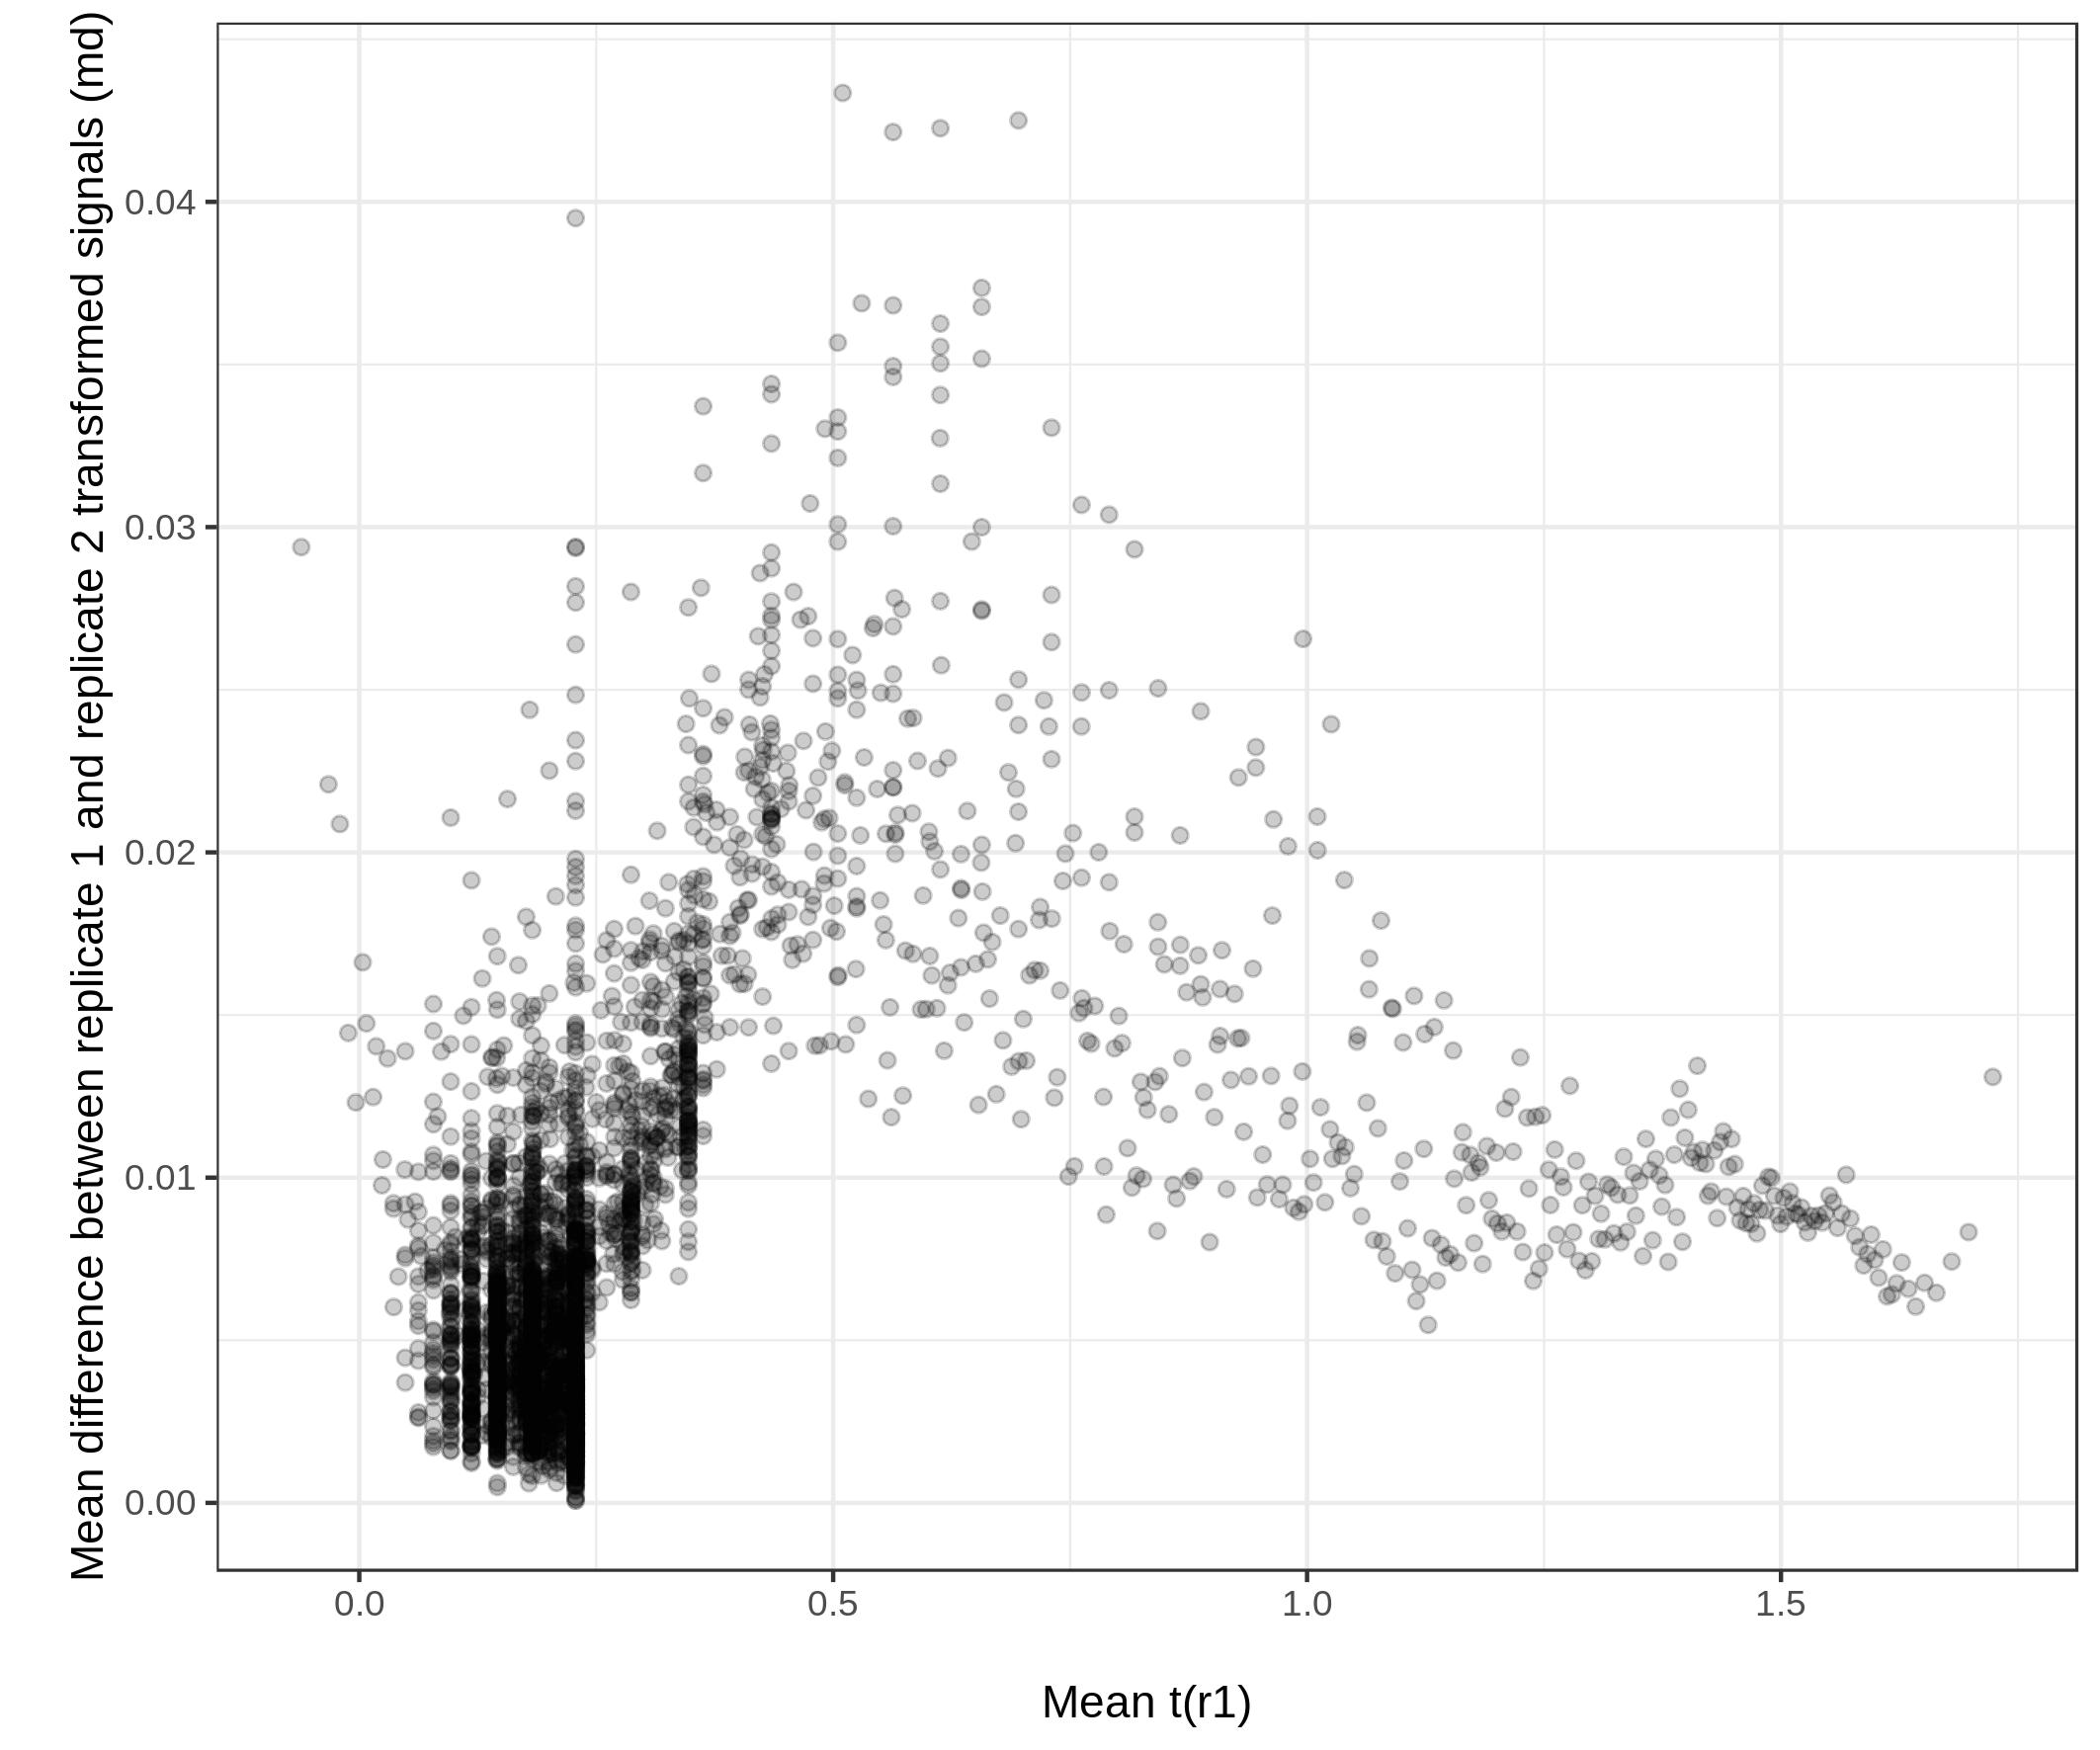 Mean difference between replicate 1 and replicate 2 transformed signals (md)
0.04
0.03
0.02
0.01
0.00
0.0 0.5 1.0 1.5
Mean t(r1)